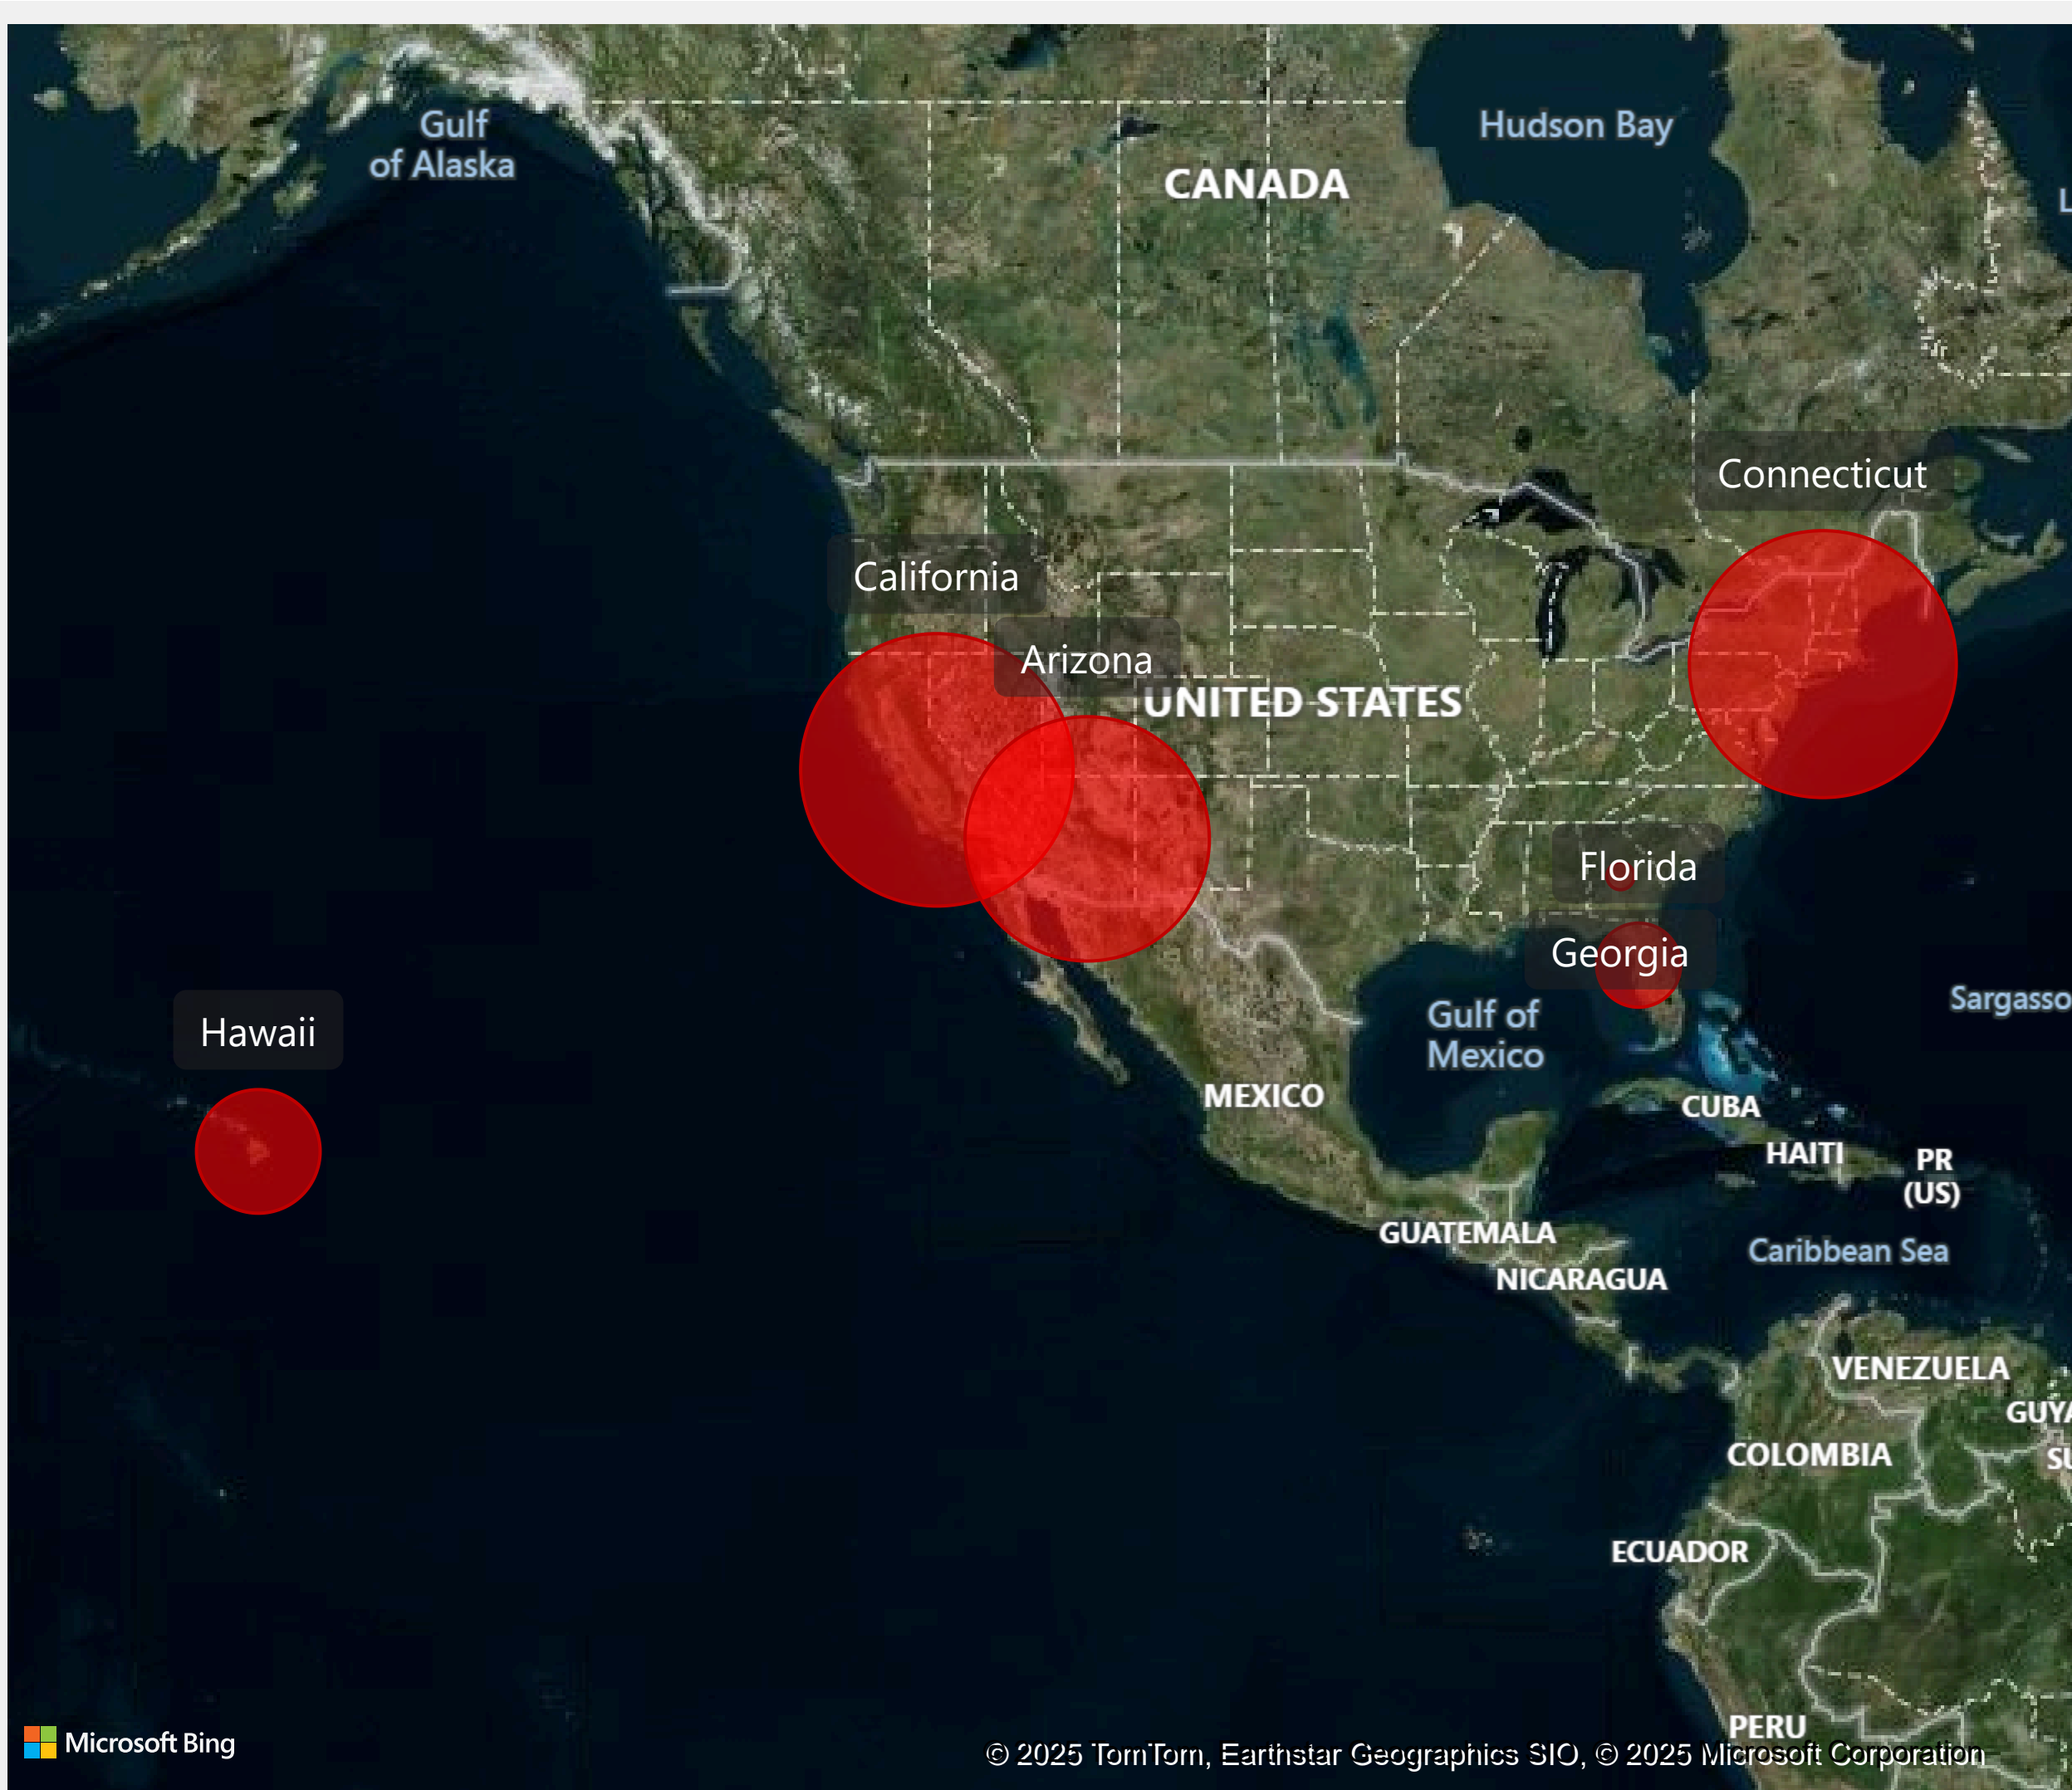 Gulf
of Alaska
Hudson Bay
CANADA
Connecticut
California
Arizona
UNITED STATES
Florida
Georgia
Hawaii
Gulf of
Mexico
Sargasso
MEXICO
CUBA
HAITI
PR
(US)
GUATEMALA
Caribbean Sea
NICARAGUA
VENEZUELA
GUYA
COLOMBIA
SU
ECUADOR
PERU
Microsoft Bing
© 2025 TomTom, Earthstar Geographics SIO, © 2025 Microsoft Corporation